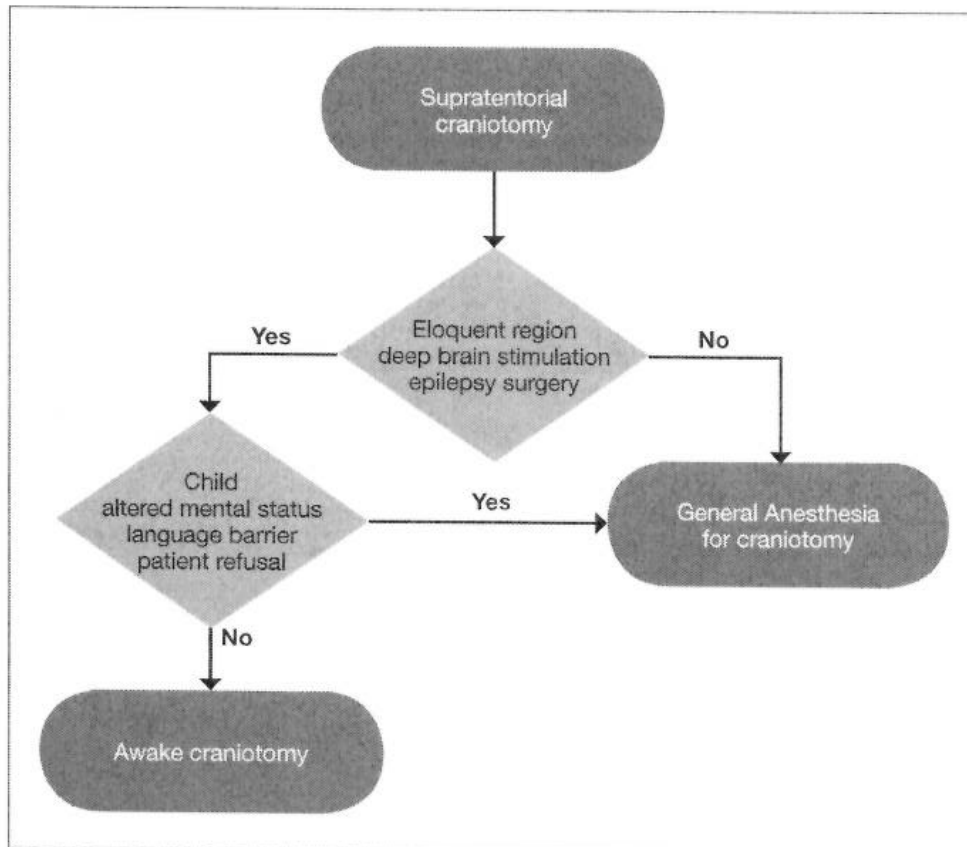 Supratentorial
craniotomy
Eloquent region
deep brain stimulation
epilepsy surgery
Yes
No
Child
altered mental status
language barrier
patient refusal
Yes
General Anesthesia
for craniotomy
No
Awake craniotomy